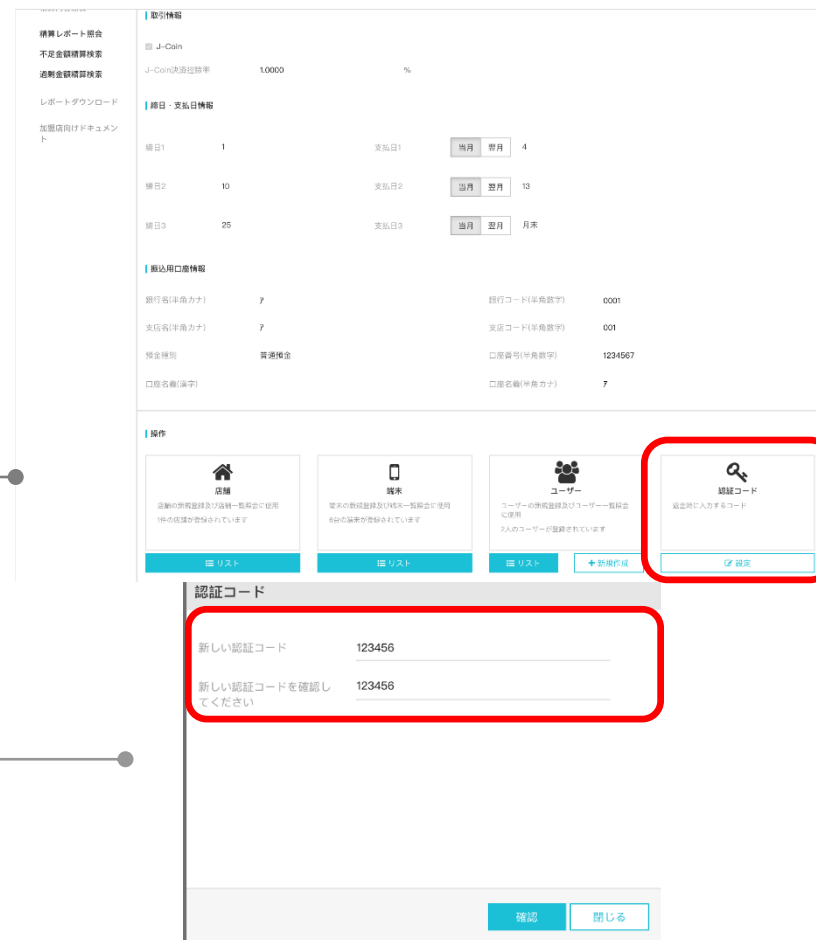 精算レポート照会
不足金額精算検索
過剰金額精算検索
レポートダウンロード
加盟店向けドキュメン
ト
取引情報
J-Coin
J-Coin決済控除率 1.0000 %
締日・支払日情報
締日1 1 支払日1 当月 翌月 4
締日2 10 支払日2 当月 翌月 13
締日3 25 支払日3 当月 翌月 月末
振込用口座情報
銀行名(半角カナ) ｱ 銀行コード(半角数字) 0001
支店名(半角カナ) ｱ 支店コード(半角数字) 001
預金種別 普通預金 口座番号(半角数字) 1234567
口座名義(漢字) 口座名義(半角カナ) ｱ
操作
店舗
店舗の新規登録及び店舗一覧照会に使用
1件の店舗が登録されています
リスト
端末
端末の新規登録及び端末一覧照会に使用
6台の端末が登録されています
リスト
ユーザー
ユーザーの新規登録及びユーザー一覧照会
に使用
2人のユーザーが登録されています
リスト +新規作成
認証コード
返金時に入力するコード
設定
認証コード
新しい認証コード 123456
新しい認証コードを確認し 123456
てください
確認 閉じる